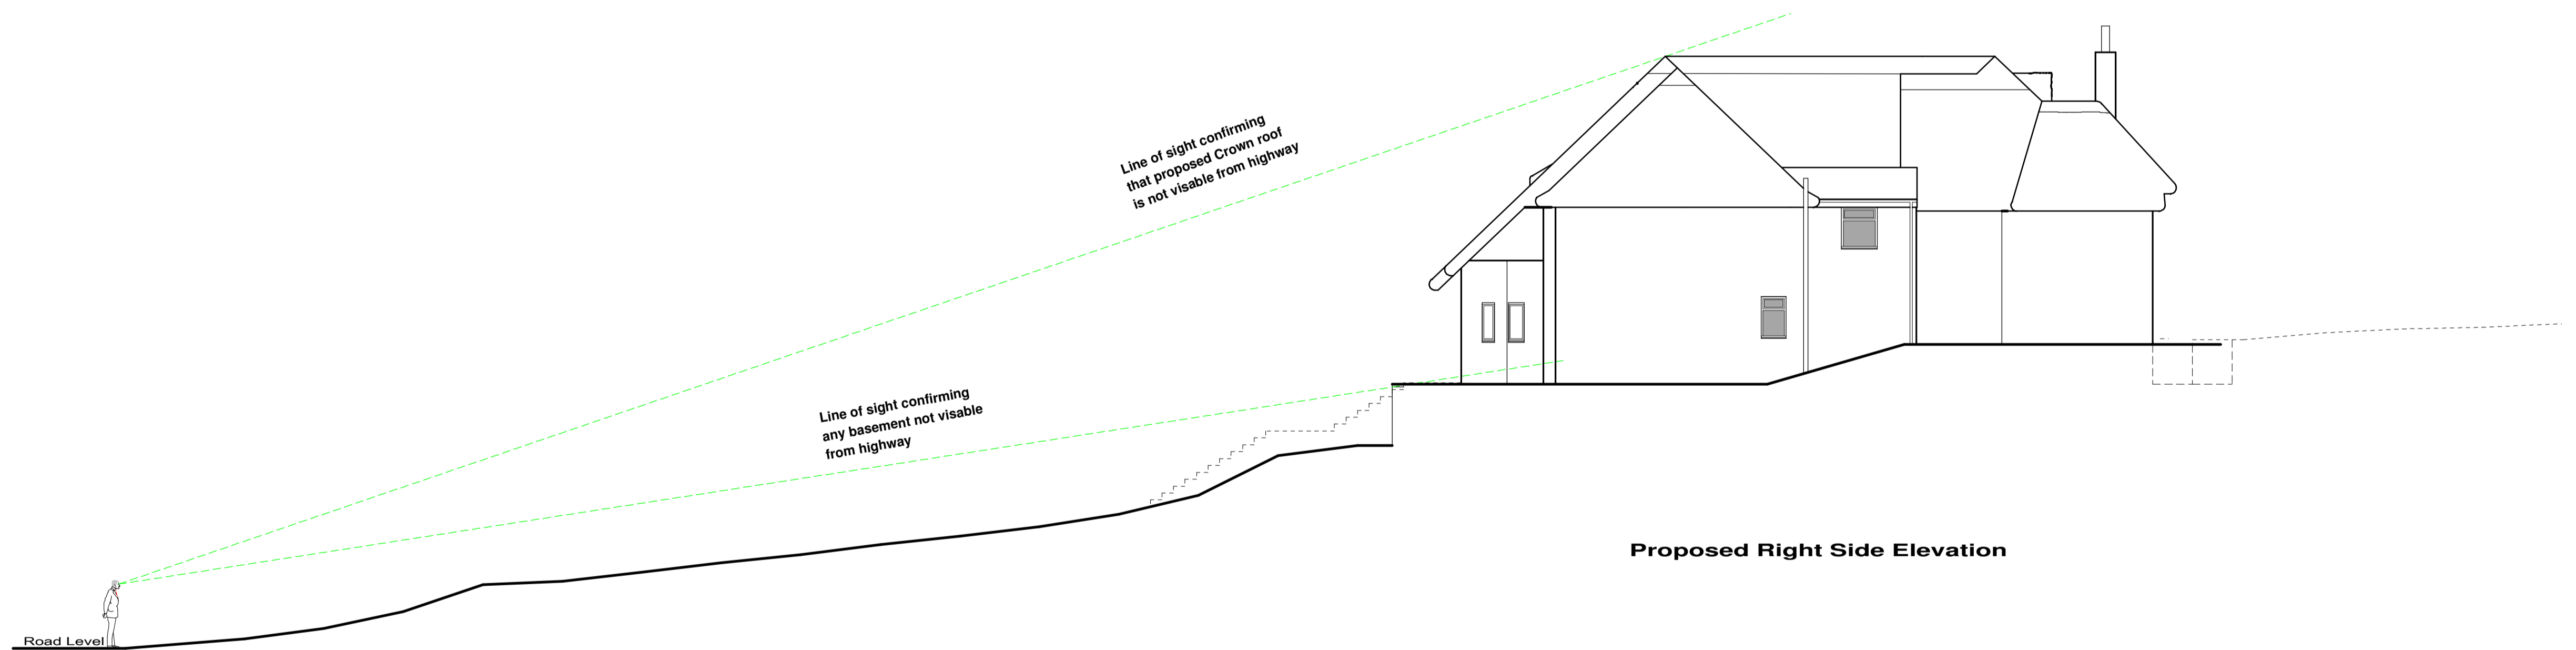 Line of sight confirming
that proposed Crown roof
is not visable from highway
Line of sight confirming
any basement not visable
from highway
Proposed Right Side Elevation
Road Level